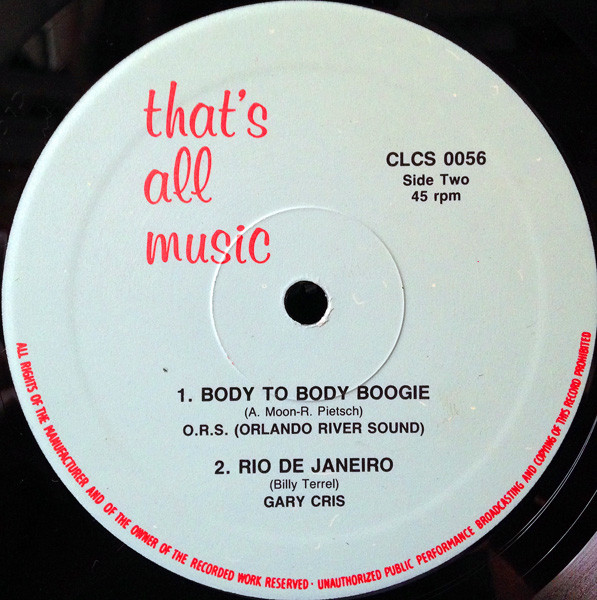 that's
all
music
CLCS 0056
Side Two
45 rpm
1. BODY TO BODY BOOGIE
(A. Moon-R. Pietsch)
O.R.S. (ORLANDO RIVER SOUND)
2. RIO DE JANEIRO
(Billy Terrel)
GARY CRIS
ALL RIGHTS OF THE MANUFACTURER AND OF THE OWNER OF THE RECORDED WORK RESERVED · UNAUTHORIZED PUBLIC PERFORMANCE BROADCASTING AND COPYING OF THIS RECORD PROHIBITED